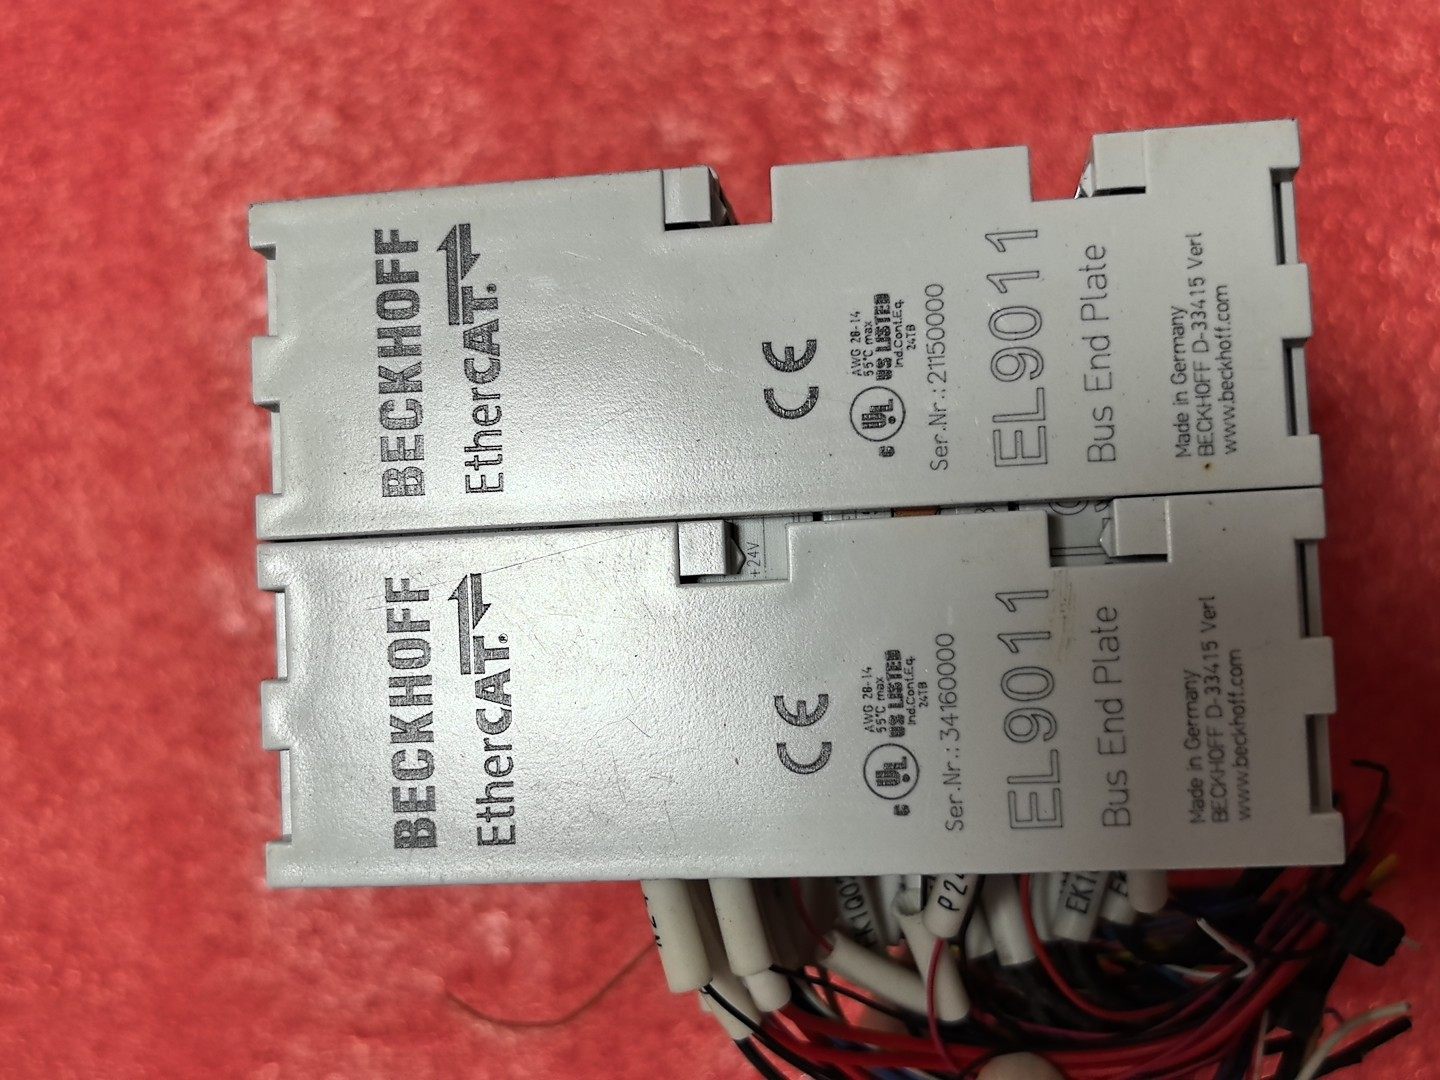 BECKHOFF
EtherCAT®
CE
c UL US LISTED
AWG 28-14
55°C max
Ind.Cont.Eq.
24TB
Ser.Nr.: 21150000
EL9011
Bus End Plate
Made in Germany
BECKHOFF D-33415 Verl
www.beckhoff.com
+24V
BECKHOFF
EtherCAT®
CE
c UL US LISTED
AWG 28-14
55°C max
Ind.Cont.Eq.
24TB
Ser.Nr.: 34160000
EL9011
Bus End Plate
Made in Germany
BECKHOFF D-33415 Verl
www.beckhoff.com